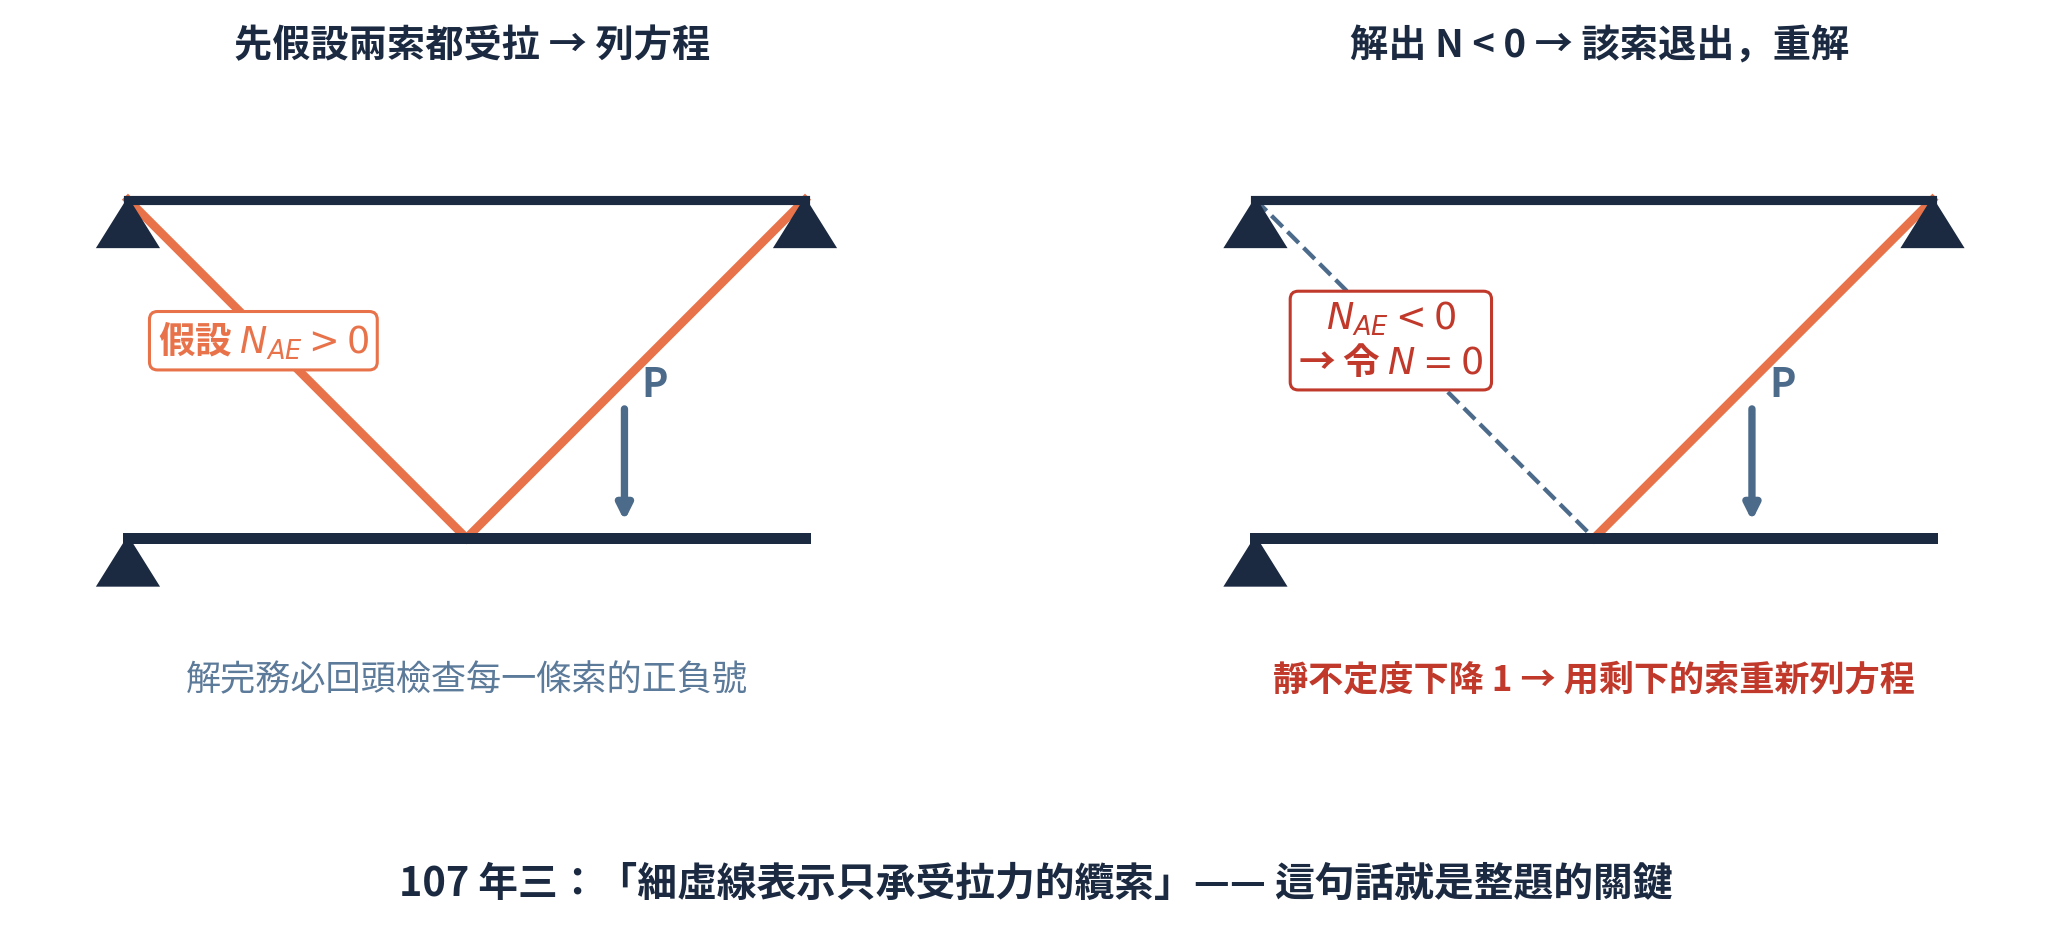 先假設兩索都受拉 → 列方程
假設 N_AE > 0
P
解完務必回頭檢查每一條索的正負號
解出 N < 0 → 該索退出，重解
N_AE < 0
→ 令 N = 0
P
靜不定度下降 1 → 用剩下的索重新列方程
107 年三：「細虛線表示只承受拉力的纜索」—— 這句話就是整題的關鍵